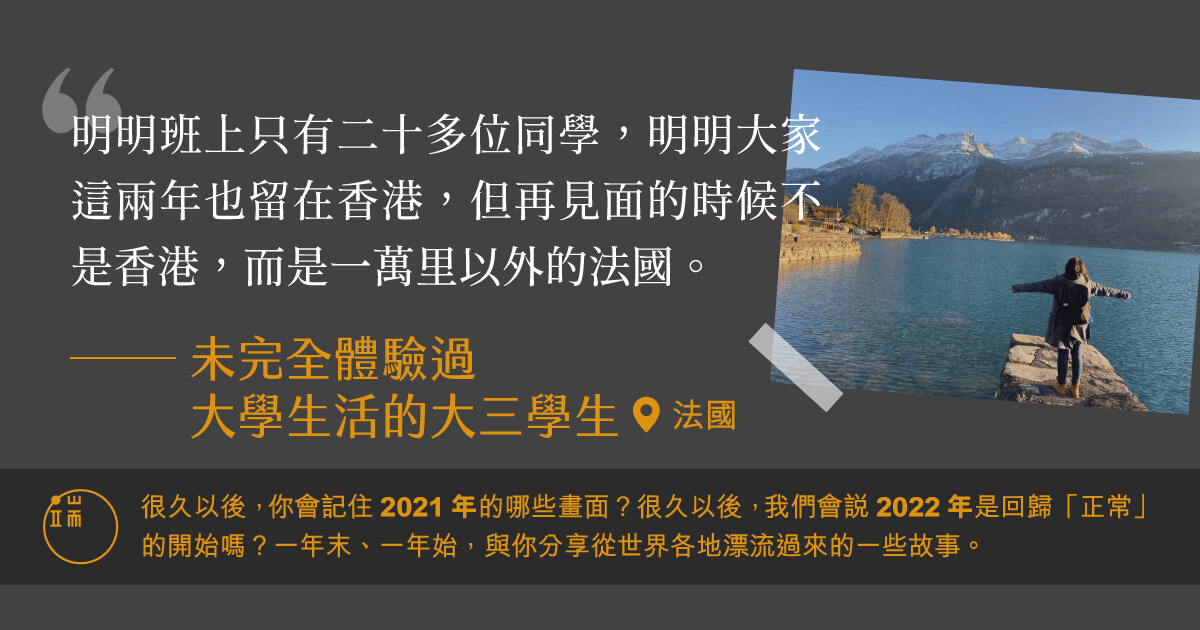 明明班上只有二十多位同學，明明大家
這兩年也留在香港，但再見面的時候不
是香港，而是一萬里以外的法國。
未完全體驗過
大學生活的大三學生 法國
端
很久以後，你會記住 2021 年的哪些畫面？很久以後，我們會説 2022 年是回歸「正常」
的開始嗎？一年末、一年始，與你分享從世界各地漂流過來的一些故事。